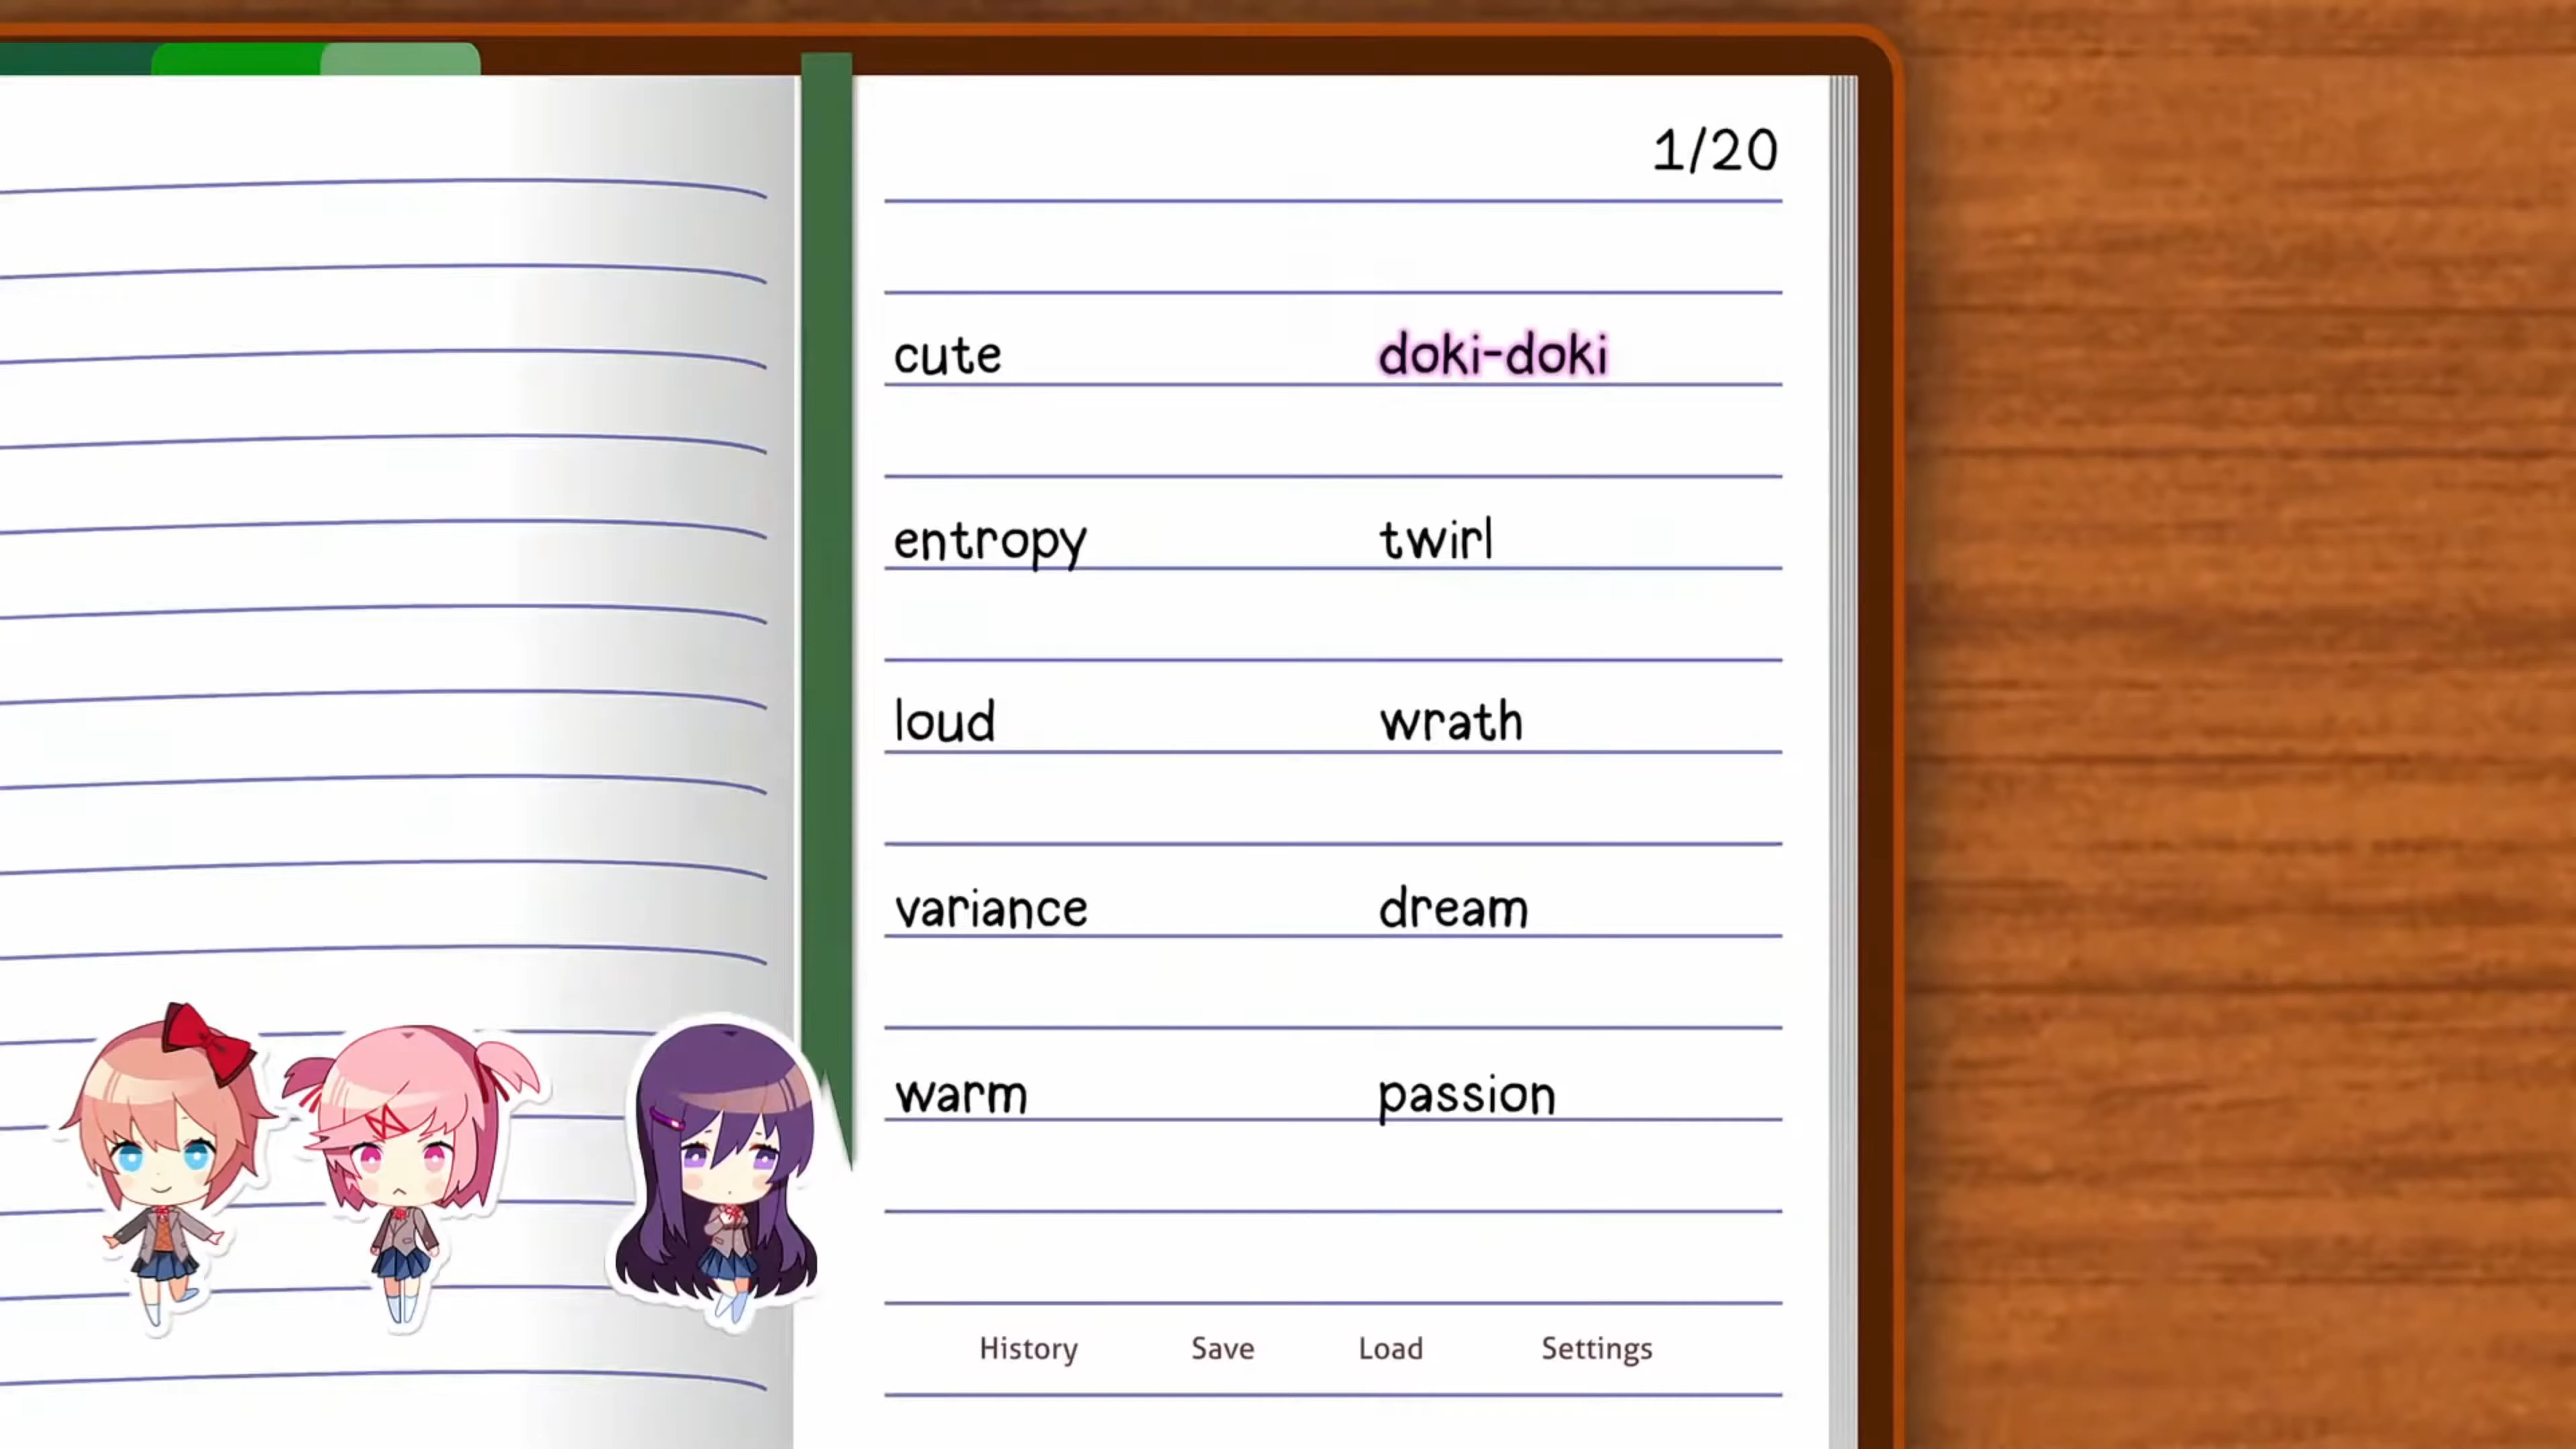 1/20
cute doki-doki
entropy twirl
loud wrath
variance dream
warm passion
History Save Load Settings